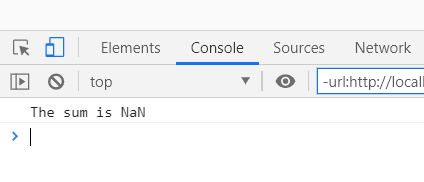 Elements Console Sources Network
top -url:http://local
The sum is NaN